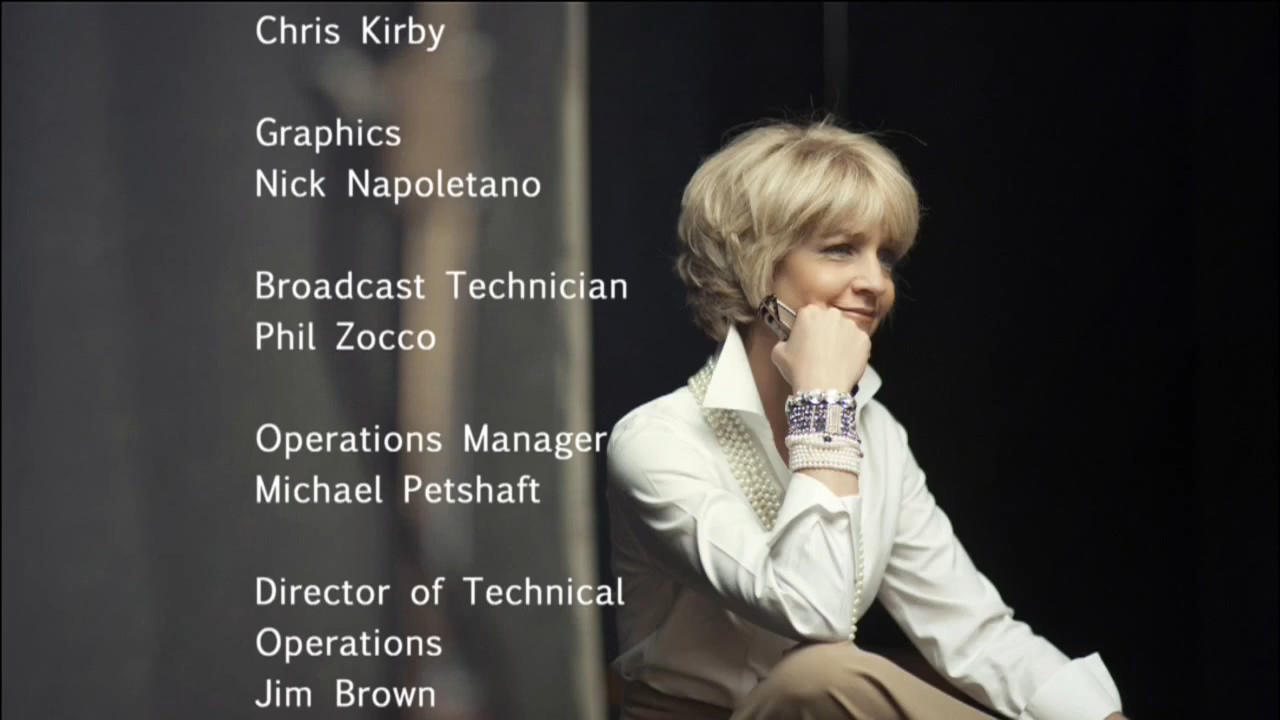 Chris Kirby
Graphics
Nick Napoletano
Broadcast Technician
Phil Zocco
Operations Manager
Michael Petshaft
Director of Technical
Operations
Jim Brown